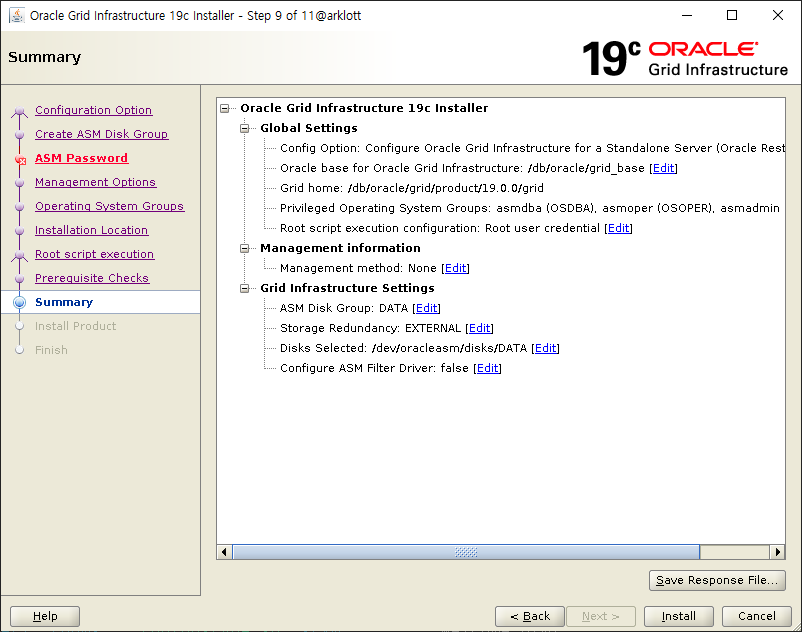 Oracle Grid Infrastructure 19c Installer - Step 9 of 11@arklott
Summary
19c ORACLE
Grid Infrastructure
Configuration Option
Create ASM Disk Group
ASM Password
Management Options
Operating System Groups
Installation Location
Root script execution
Prerequisite Checks
Summary
Install Product
Finish
Oracle Grid Infrastructure 19c Installer
Global Settings
Config Option: Configure Oracle Grid Infrastructure for a Standalone Server (Oracle Rest
Oracle base for Oracle Grid Infrastructure: /db/oracle/grid_base [Edit]
Grid home: /db/oracle/grid/product/19.0.0/grid
Privileged Operating System Groups: asmdba (OSDBA), asmoper (OSOPER), asmadmin
Root script execution configuration: Root user credential [Edit]
Management information
Management method: None [Edit]
Grid Infrastructure Settings
ASM Disk Group: DATA [Edit]
Storage Redundancy: EXTERNAL [Edit]
Disks Selected: /dev/oracleasm/disks/DATA [Edit]
Configure ASM Filter Driver: false [Edit]
Save Response File...
Help
< Back
Next >
Install
Cancel